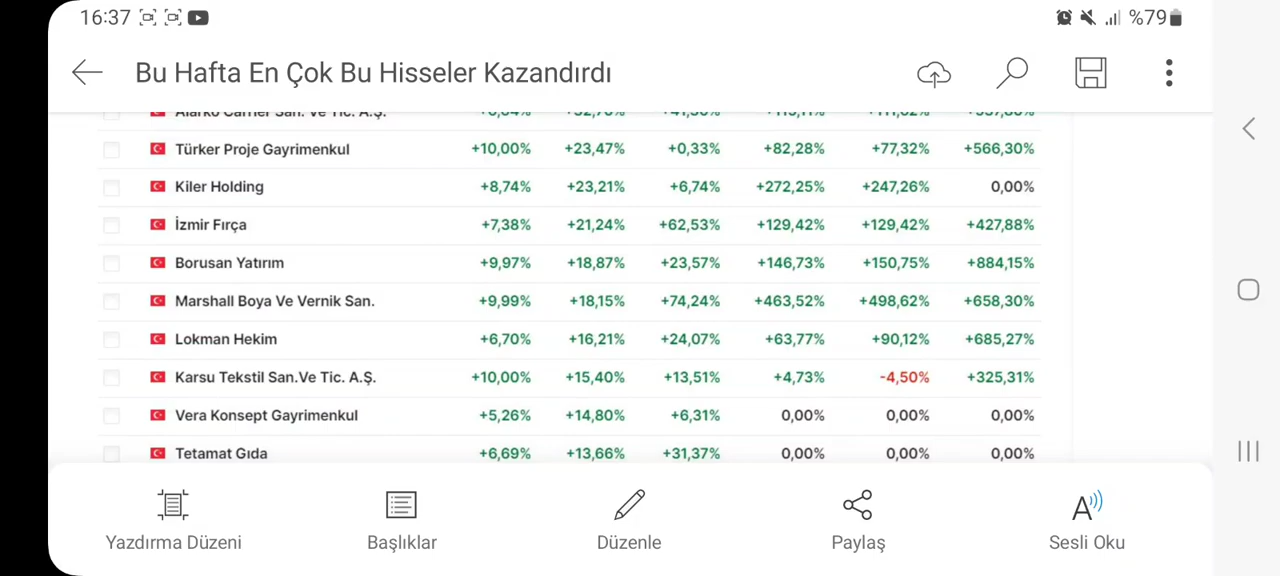 16:37 %79
Bu Hafta En Çok Bu Hisseler Kazandırdı
Alarko Carrier San. Ve Tic. A.Ş.
Türker Proje Gayrimenkul +10,00% +23,47% +0,33% +82,28% +77,32% +566,30%
Kiler Holding +8,74% +23,21% +6,74% +272,25% +247,26% 0,00%
İzmir Fırça +7,38% +21,24% +62,53% +129,42% +129,42% +427,88%
Borusan Yatırım +9,97% +18,87% +23,57% +146,73% +150,75% +884,15%
Marshall Boya Ve Vernik San. +9,99% +18,15% +74,24% +463,52% +498,62% +658,30%
Lokman Hekim +6,70% +16,21% +24,07% +63,77% +90,12% +685,27%
Karsu Tekstil San.Ve Tic. A.Ş. +10,00% +15,40% +13,51% +4,73% -4,50% +325,31%
Vera Konsept Gayrimenkul +5,26% +14,80% +6,31% 0,00% 0,00% 0,00%
Tetamat Gıda +6,69% +13,66% +31,37% 0,00% 0,00% 0,00%
Yazdırma Düzeni Başlıklar Düzenle Paylaş Sesli Oku